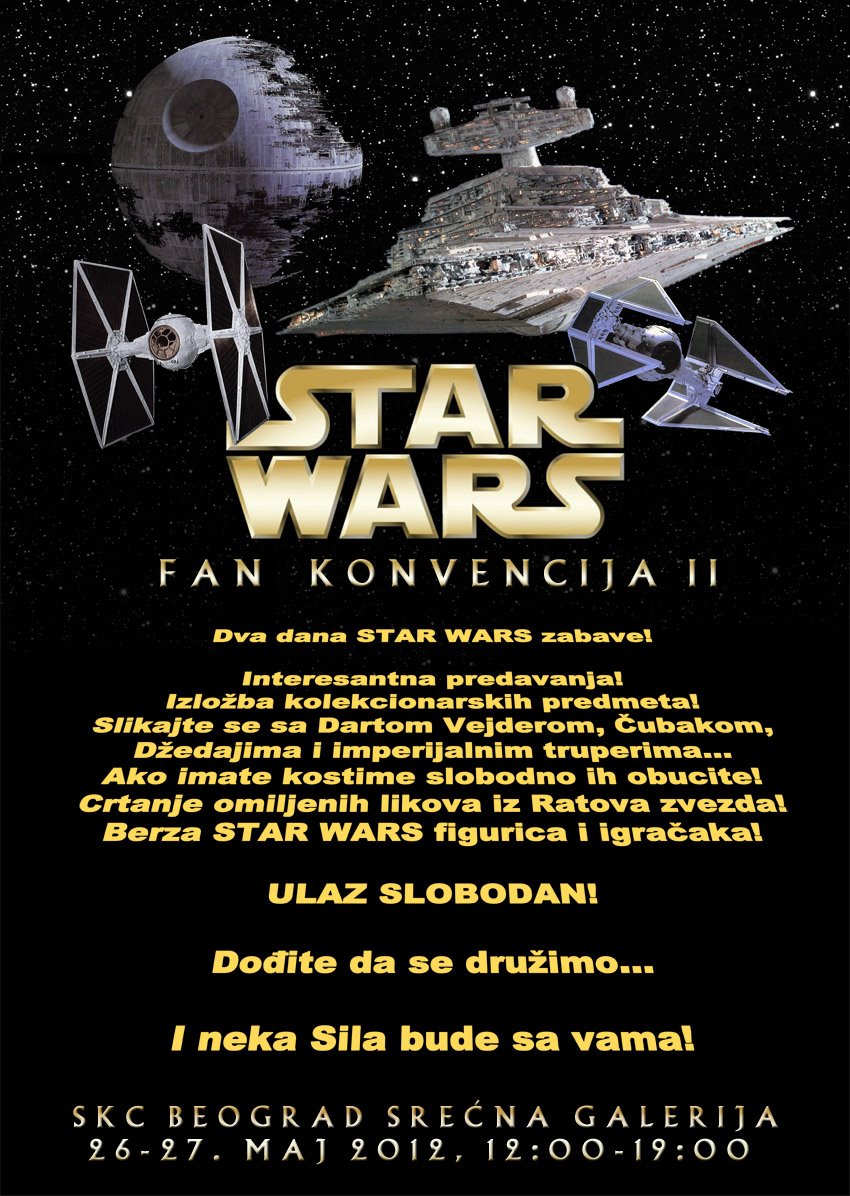 STAR
WARS
FAN KONVENCIJA II
Dva dana STAR WARS zabave!
Interesantna predavanja!
Izložba kolekcionarskih predmeta!
Slikajte se sa Dartom Vejderom, Čubakom,
Džedajima i imperijalnim truperima...
Ako imate kostime slobodno ih obucite!
Crtanje omiljenih likova iz Ratova zvezda!
Berza STAR WARS figurica i igračaka!
ULAZ SLOBODAN!
Dođite da se družimo...
I neka Sila bude sa vama!
SKC BEOGRAD SREĆNA GALERIJA
26-27. MAJ 2012, 12:00-19:00